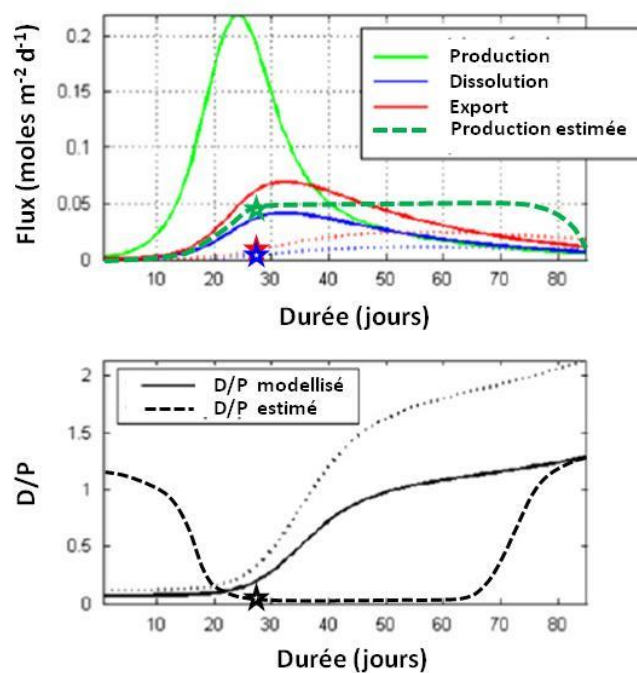 Flux (moles m⁻² d⁻¹)
0.2
0.15
0.1
0.05
0
Production
Dissolution
Export
Production estimée
10 20 30 40 50 60 70 80
Durée (jours)
D/P
2
1.5
1
0.5
0
D/P modellisé
D/P estimé
10 20 30 40 50 60 70 80
Durée (jours)